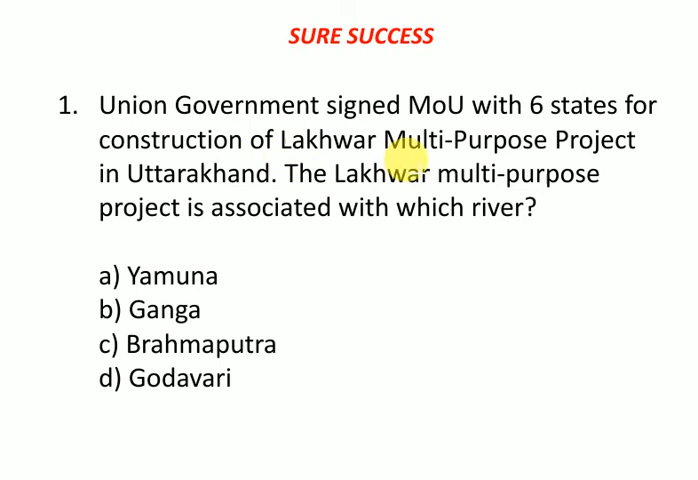 SURE SUCCESS
1. Union Government signed MoU with 6 states for
construction of Lakhwar Multi-Purpose Project
in Uttarakhand. The Lakhwar multi-purpose
project is associated with which river?
a) Yamuna
b) Ganga
c) Brahmaputra
d) Godavari